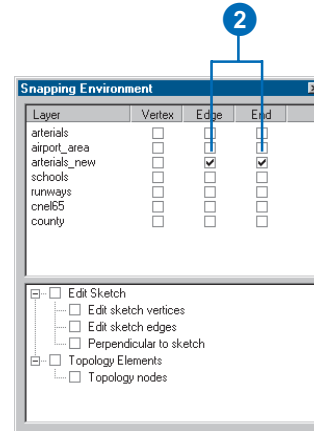 2
Snapping Environment
Layer Vertex Edge End
arterials
airport_area
arterials_new
schools
runways
cnel65
county
Edit Sketch
Edit sketch vertices
Edit sketch edges
Perpendicular to sketch
Topology Elements
Topology nodes